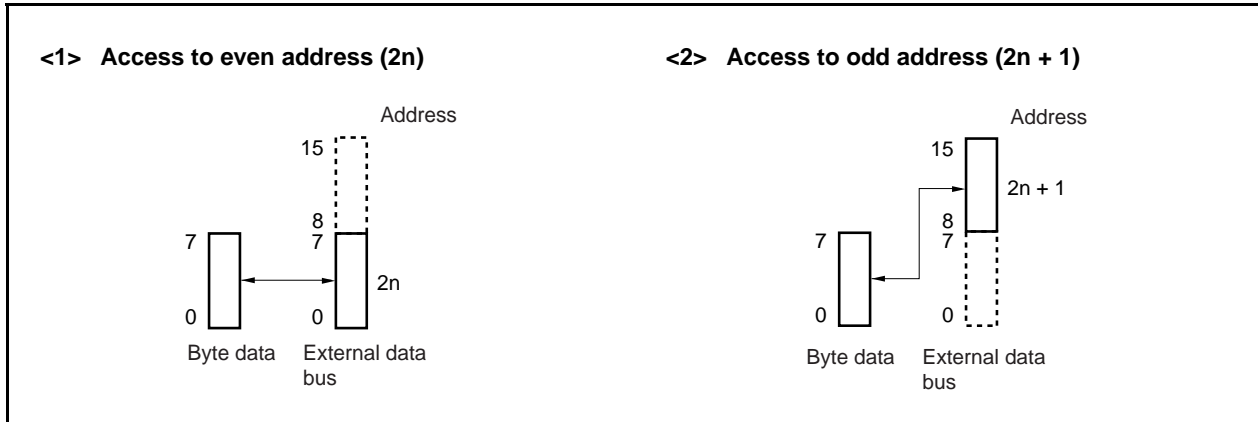 <1> Access to even address (2n)
Address
15
8
7
7
2n
0
0
Byte data
External data
bus
<2> Access to odd address (2n + 1)
Address
15
2n + 1
8
7
7
0
0
Byte data
External data
bus